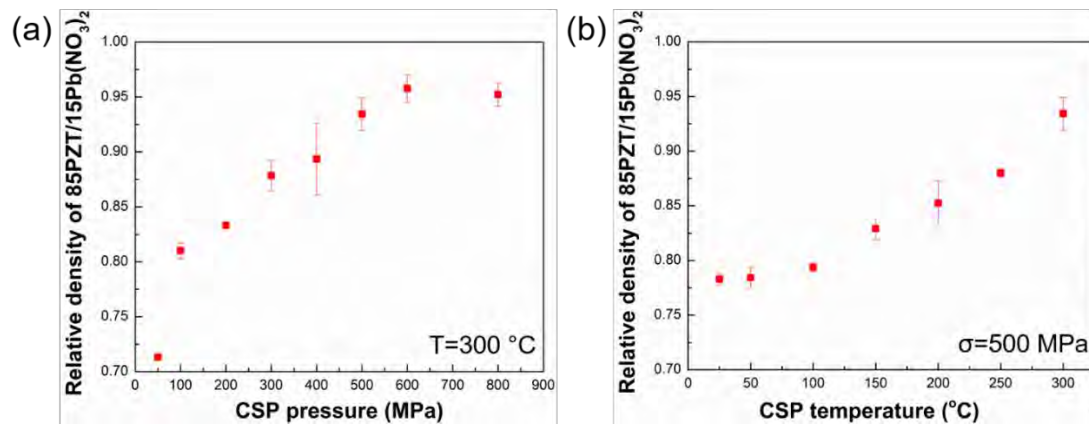 (a)
Relative density of 85PZT/15Pb(NO₃)₂
1.00
0.95
0.90
0.85
0.80
0.75
0.70
100 200 300 400 500 600 700 800 900
CSP pressure (MPa)
T=300 °C
(b)
Relative density of 85PZT/15Pb(NO₃)₂
1.00
0.95
0.90
0.85
0.80
0.75
0.70
0 50 100 150 200 250 300
CSP temperature (°C)
σ=500 MPa